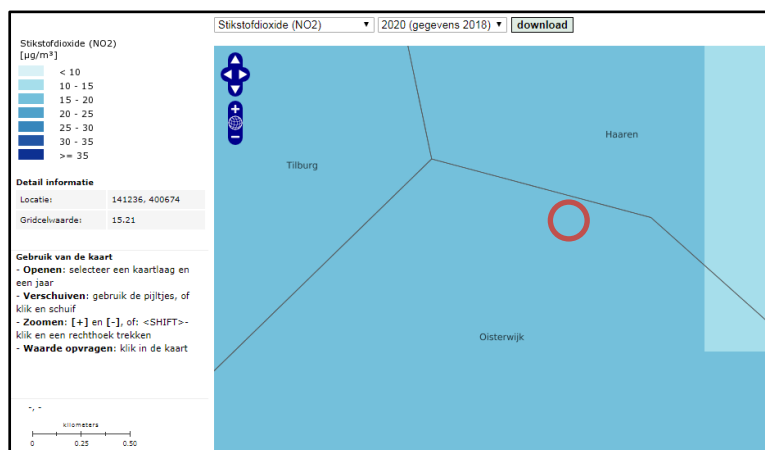 Stikstofdioxide (NO2) 2020 (gegevens 2018) download
Stikstofdioxide (NO2)
[µg/m³]
< 10
10 - 15
15 - 20
20 - 25
25 - 30
30 - 35
>= 35
Detail informatie
Locatie: 141236, 400674
Gridcelwaarde: 15.21
Gebruik van de kaart
- Openen: selecteer een kaartlaag en
een jaar
- Verschuiven: gebruik de pijltjes, of
klik en schuif
- Zoomen: [+] en [-], of: <SHIFT>-
klik en een rechthoek trekken
- Waarde opvragen: klik in de kaart
-, -
kilometers
0 0.25 0.50
Haaren
Tilburg
Oisterwijk